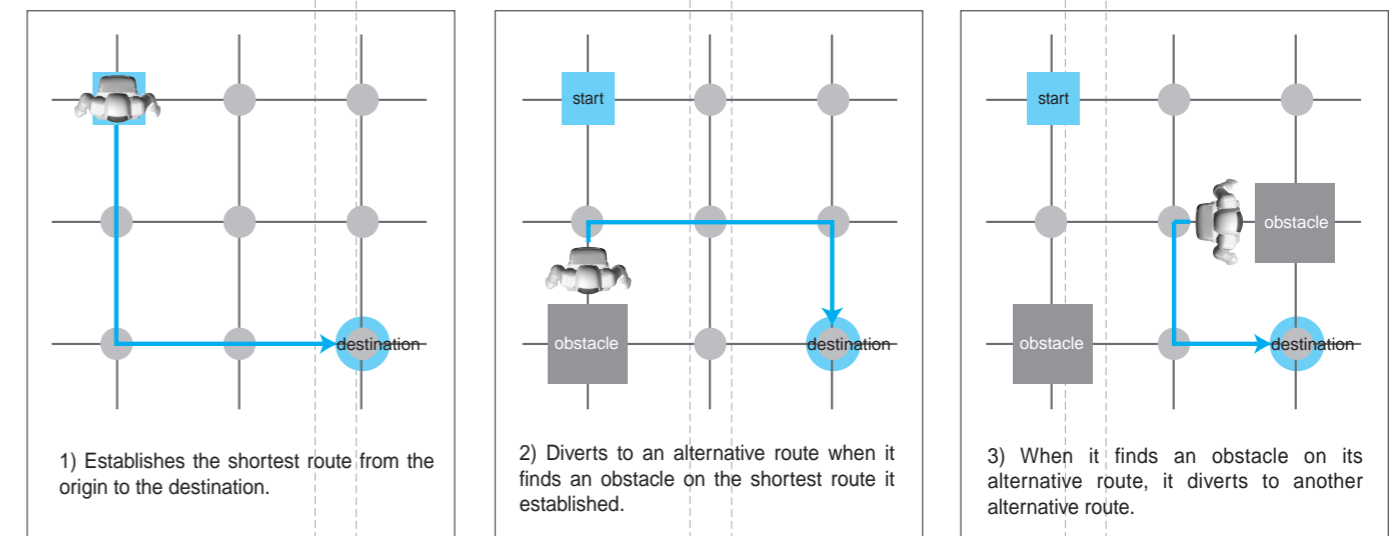 destination
1) Establishes the shortest route from the
origin to the destination.
start
obstacle
destination
2) Diverts to an alternative route when it
finds an obstacle on the shortest route it
established.
start
obstacle
obstacle
destination
3) When it finds an obstacle on its
alternative route, it diverts to another
alternative route.